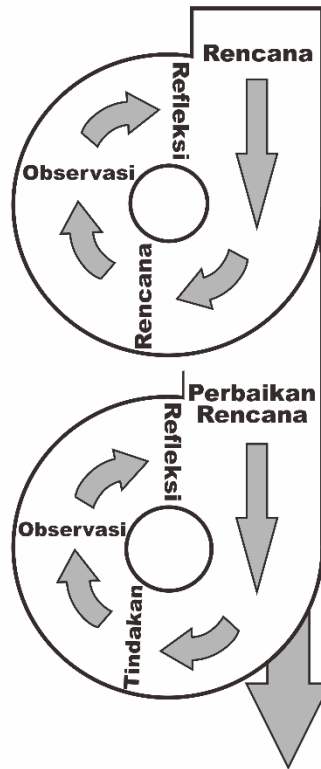 Rencana
Refleksi
Observasi
Rencana
Perbaikan
Rencana
Refleksi
Observasi
Tindakan